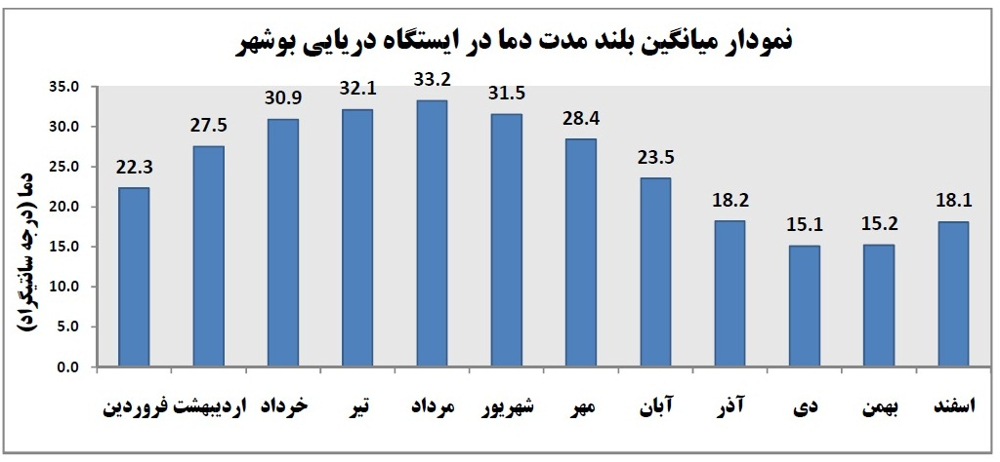 نمودار میانگین بلند مدت دما در ایستگاه دریایی بوشهر
دما (درجه سانتیگراد)
35.0
30.0
25.0
20.0
15.0
10.0
5.0
0.0
22.3
27.5
30.9
32.1
33.2
31.5
28.4
23.5
18.2
15.1
15.2
18.1
فروردین
اردیبهشت
خرداد
تیر
مرداد
شهریور
مهر
آبان
آذر
دی
بهمن
اسفند